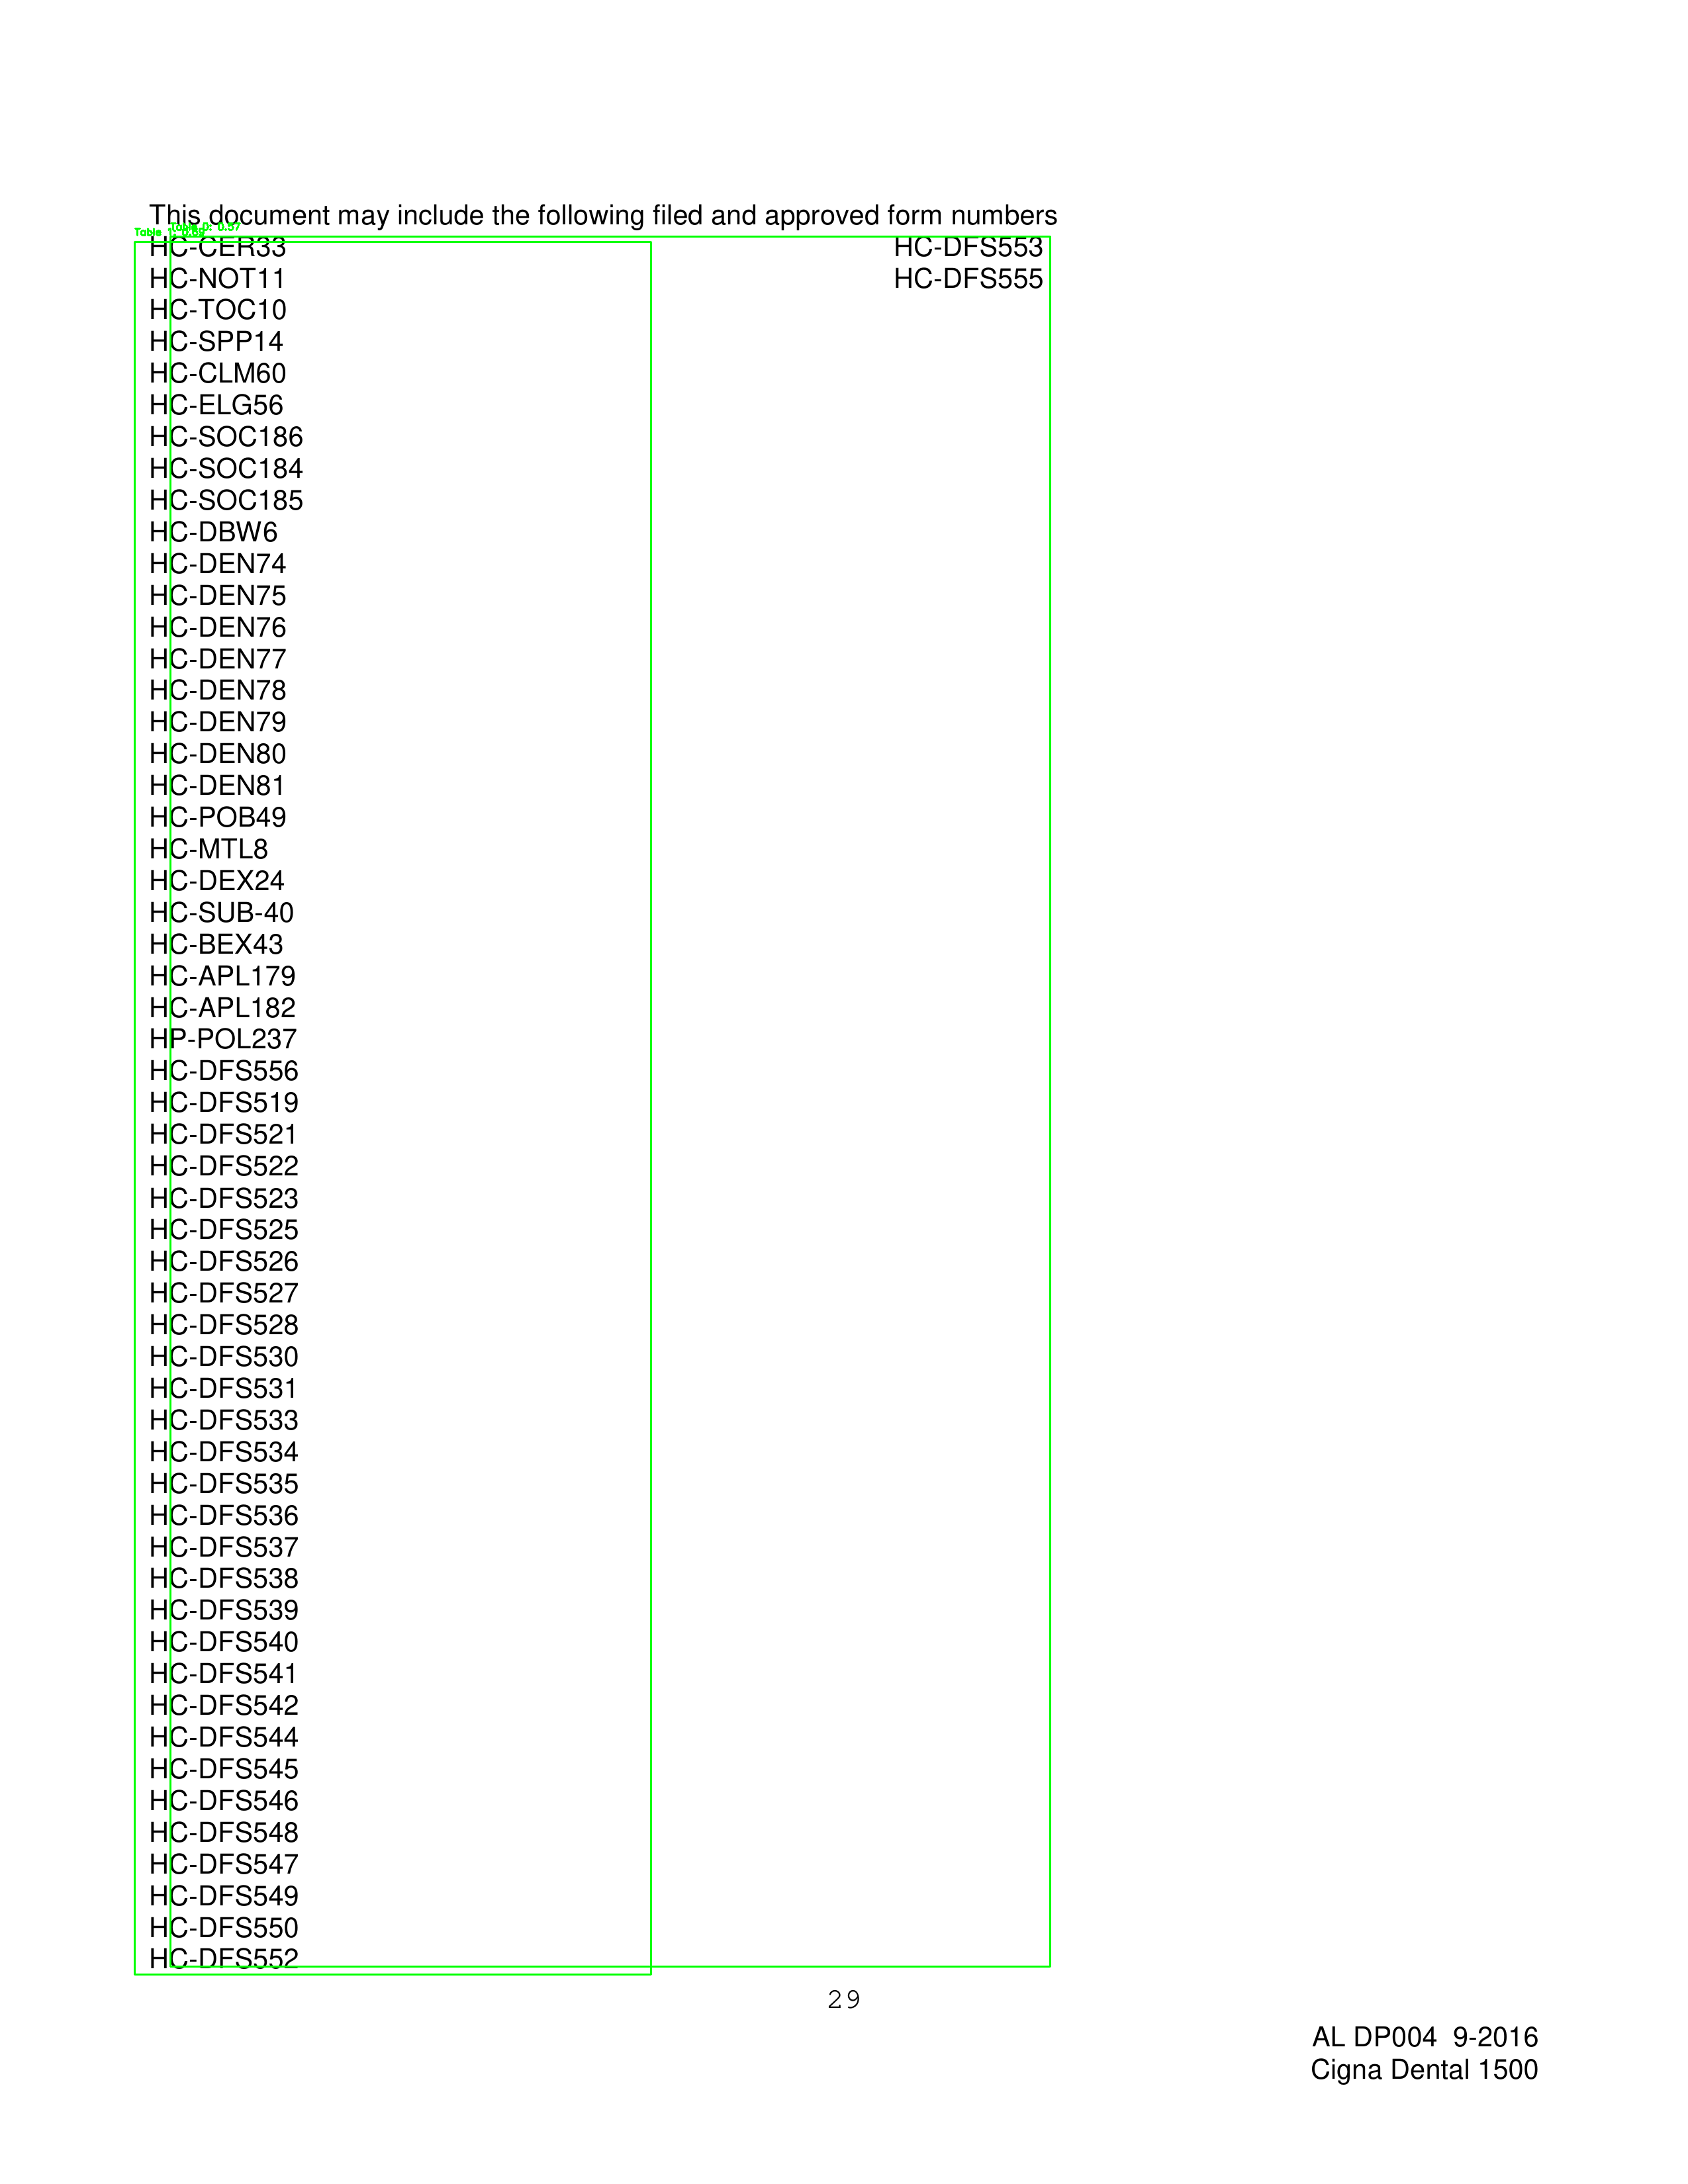 This document may include the following filed and approved form numbers
HC-CER33
HC-NOT11
HC-TOC10
HC-SPP14
HC-CLM60
HC-ELG56
HC-SOC186
HC-SOC184
HC-SOC185
HC-DBW6
HC-DEN74
HC-DEN75
HC-DEN76
HC-DEN77
HC-DEN78
HC-DEN79
HC-DEN80
HC-DEN81
HC-POB49
HC-MTL8
HC-DEX24
HC-SUB-40
HC-BEX43
HC-APL179
HC-APL182
HP-POL237
HC-DFS556
HC-DFS519
HC-DFS521
HC-DFS522
HC-DFS523
HC-DFS525
HC-DFS526
HC-DFS527
HC-DFS528
HC-DFS530
HC-DFS531
HC-DFS533
HC-DFS534
HC-DFS535
HC-DFS536
HC-DFS537
HC-DFS538
HC-DFS539
HC-DFS540
HC-DFS541
HC-DFS542
HC-DFS544
HC-DFS545
HC-DFS546
HC-DFS548
HC-DFS547
HC-DFS549
HC-DFS550
HC-DFS552
HC-DFS553
HC-DFS555
29
AL DP004 9-2016
Cigna Dental 1500